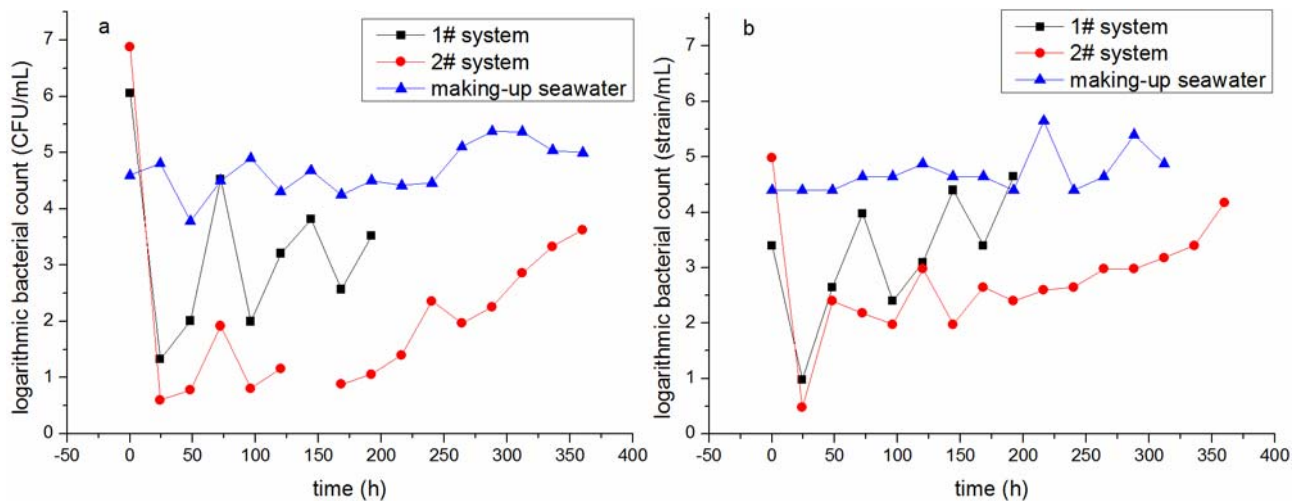 a
1# system
2# system
making-up seawater
logarithmic bacterial count (CFU/mL)
7
6
5
4
3
2
1
0
-50 0 50 100 150 200 250 300 350 400
time (h)
b
1# system
2# system
making-up seawater
logarithmic bacterial count (strain/mL)
7
6
5
4
3
2
1
0
-50 0 50 100 150 200 250 300 350 400
time (h)